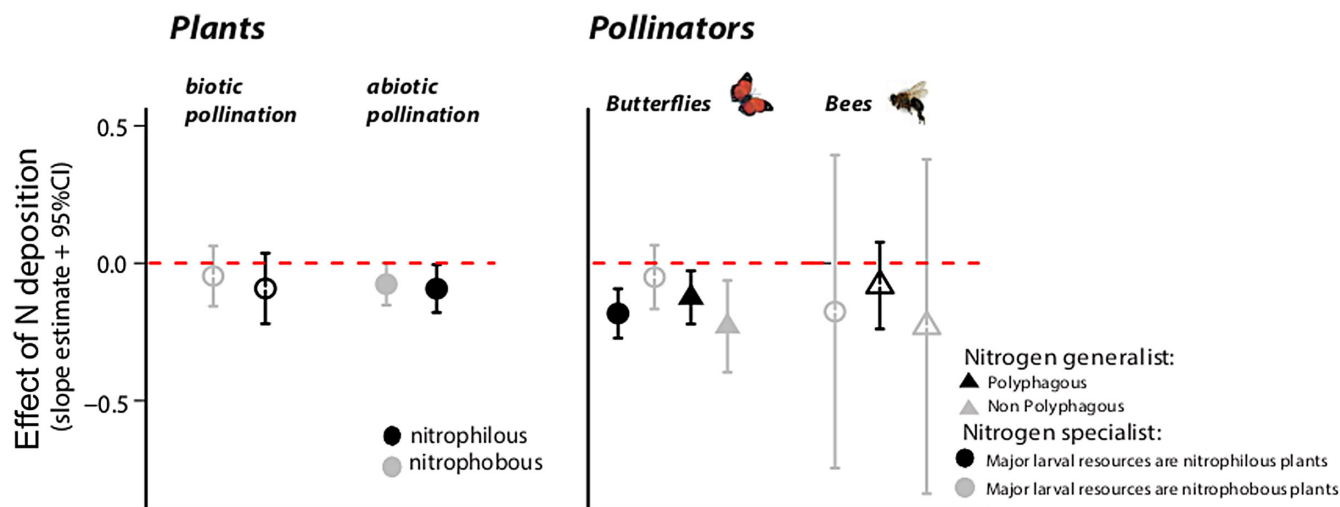 Plants
Pollinators
biotic
pollination
abiotic
pollination
Butterflies
Bees
Effect of N deposition
(slope estimate + 95%CI)
0.5
0.0
−0.5
nitrophilous
nitrophobous
Nitrogen generalist:
Polyphagous
Non Polyphagous
Nitrogen specialist:
Major larval resources are nitrophilous plants
Major larval resources are nitrophobous plants